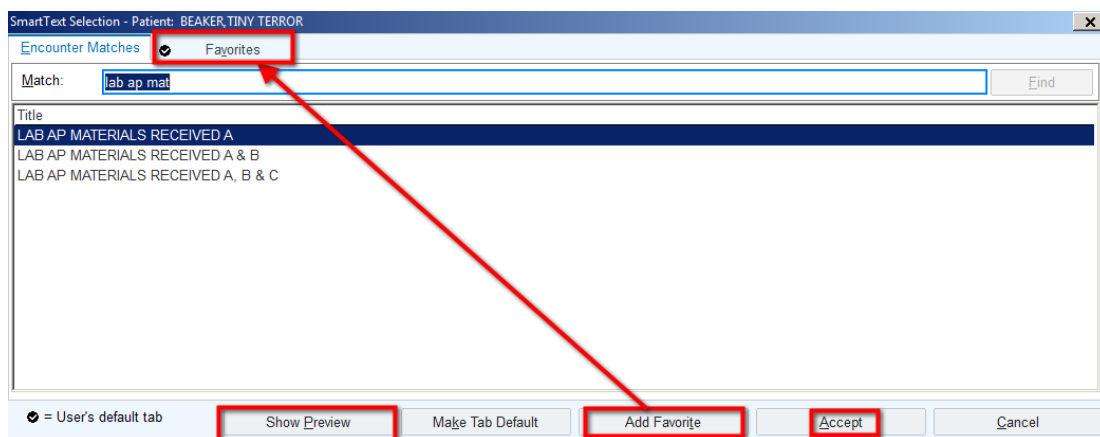 SmartText Selection - Patient: BEAKER,TINY TERROR
X
Encounter Matches Favorites
Match: lab ap mat Find
Title
LAB AP MATERIALS RECEIVED A
LAB AP MATERIALS RECEIVED A & B
LAB AP MATERIALS RECEIVED A, B & C
= User's default tab Show Preview Make Tab Default Add Favorite Accept Cancel